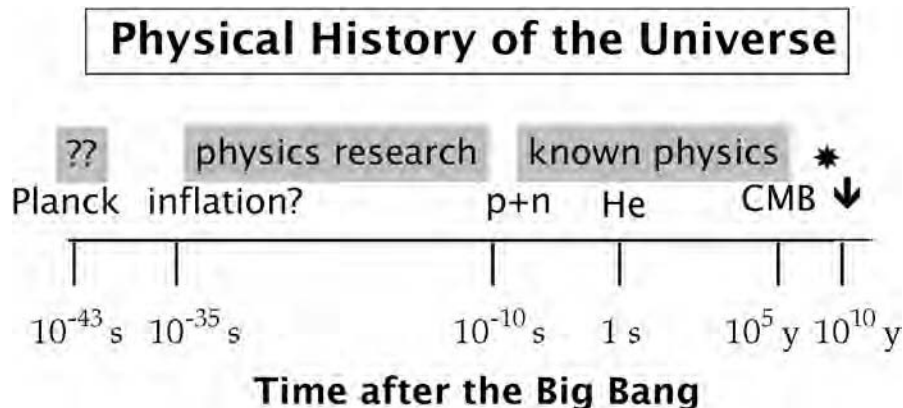 Physical History of the Universe
?? physics research known physics
Planck inflation? p+n He CMB
10⁻⁴³ s 10⁻³⁵ s 10⁻¹⁰ s 1 s 10⁵ y 10¹⁰ y
Time after the Big Bang